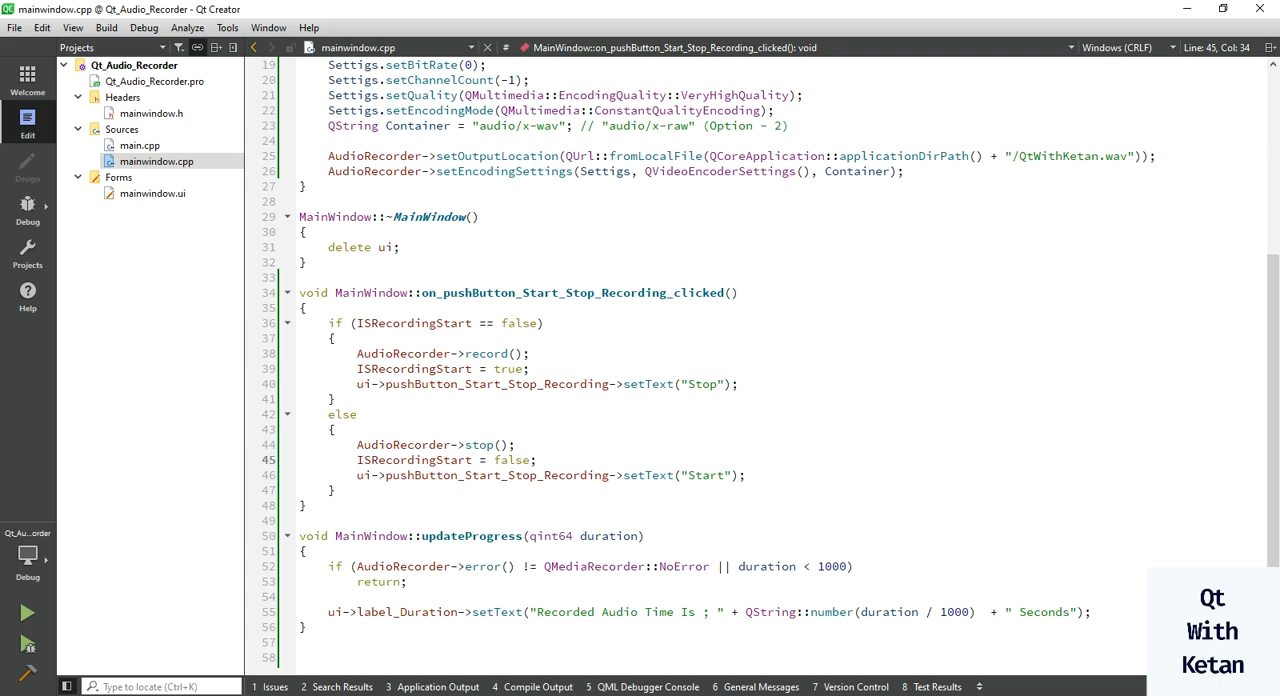 mainwindow.cpp @ Qt_Audio_Recorder - Qt Creator
File Edit View Build Debug Analyze Tools Window Help
Projects
mainwindow.cpp
# MainWindow::on_pushButton_Start_Stop_Recording_clicked(): void
Windows (CRLF)
Line: 45, Col: 34
Welcome
Edit
Design
Debug
Projects
Help
Qt_Au...order
Debug
Qt_Audio_Recorder
Qt_Audio_Recorder.pro
Headers
mainwindow.h
Sources
main.cpp
mainwindow.cpp
Forms
mainwindow.ui
19 Settigs.setBitRate(0);
20 Settigs.setChannelCount(-1);
21 Settigs.setQuality(QMultimedia::EncodingQuality::VeryHighQuality);
22 Settigs.setEncodingMode(QMultimedia::ConstantQualityEncoding);
23 QString Container = "audio/x-wav"; // "audio/x-raw" (Option - 2)
24
25 AudioRecorder->setOutputLocation(QUrl::fromLocalFile(QCoreApplication::applicationDirPath() + "/QtWithKetan.wav"));
26 AudioRecorder->setEncodingSettings(Settigs, QVideoEncoderSettings(), Container);
27 }
28
29 MainWindow::~MainWindow()
30 {
31 delete ui;
32 }
33
34 void MainWindow::on_pushButton_Start_Stop_Recording_clicked()
35 {
36 if (ISRecordingStart == false)
37 {
38 AudioRecorder->record();
39 ISRecordingStart = true;
40 ui->pushButton_Start_Stop_Recording->setText("Stop");
41 }
42 else
43 {
44 AudioRecorder->stop();
45 ISRecordingStart = false;
46 ui->pushButton_Start_Stop_Recording->setText("Start");
47 }
48 }
49
50 void MainWindow::updateProgress(qint64 duration)
51 {
52 if (AudioRecorder->error() != QMediaRecorder::NoError || duration < 1000)
53 return;
54
55 ui->label_Duration->setText("Recorded Audio Time Is ; " + QString::number(duration / 1000)  + " Seconds");
56 }
57
58
Qt
With
Ketan
Type to locate (Ctrl+K)
1 Issues 2 Search Results 3 Application Output 4 Compile Output 5 QML Debugger Console 6 General Messages 7 Version Control 8 Test Results